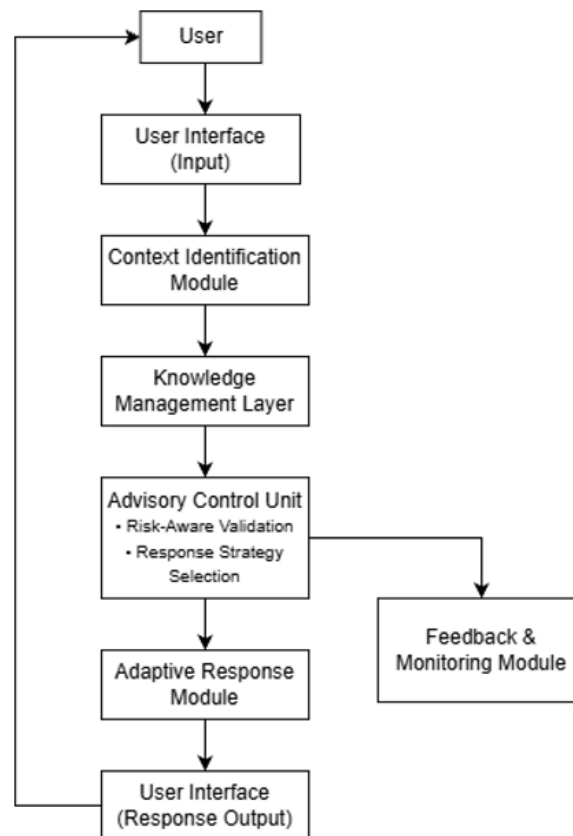 User
User Interface
(Input)
Context Identification
Module
Knowledge
Management Layer
Advisory Control Unit
• Risk-Aware Validation
• Response Strategy
Selection
Feedback &
Monitoring Module
Adaptive Response
Module
User Interface
(Response Output)